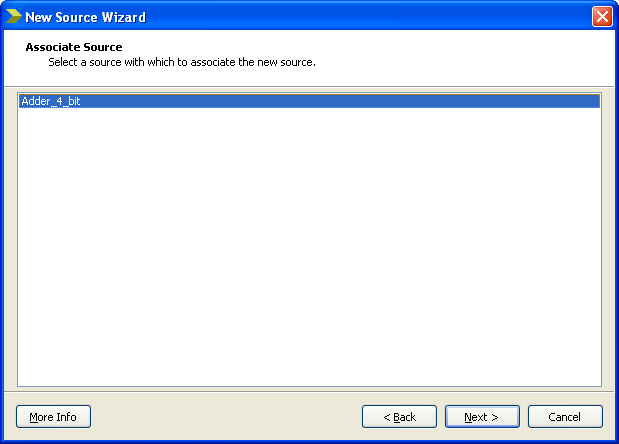 New Source Wizard
Associate Source
Select a source with which to associate the new source.
Adder_4_bit
More Info
< Back
Next >
Cancel